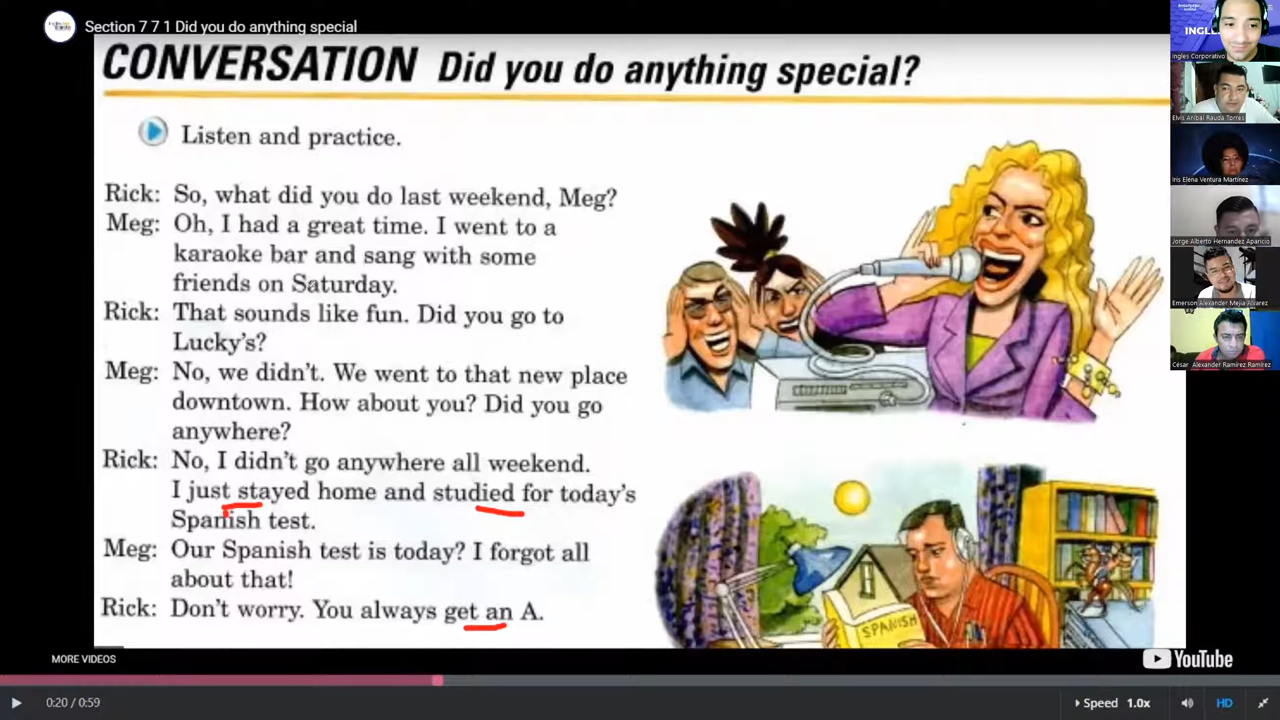 Section 7 7 1 Did you do anything special
CONVERSATION Did you do anything special?
Listen and practice.
Rick: So, what did you do last weekend, Meg?
Meg: Oh, I had a great time. I went to a
karaoke bar and sang with some
friends on Saturday.
Rick: That sounds like fun. Did you go to
Lucky's?
Meg: No, we didn't. We went to that new place
downtown. How about you? Did you go
anywhere?
Rick: No, I didn't go anywhere all weekend.
I just stayed home and studied for today's
Spanish test.
Meg: Our Spanish test is today? I forgot all
about that!
Rick: Don't worry. You always get an A.
SPANISH
MORE VIDEOS
YouTube
0:20 / 0:59
Speed 1.0x
HD
INGLÉS
Ingles Corporativo
Elvis Anibal Rauda Torres
Iris Elena Ventura Martinez
Jorge Alberto Hernandez Aparicio
Emerson Alexander Mejia Alvarez
César Alexander Ramírez Ramírez